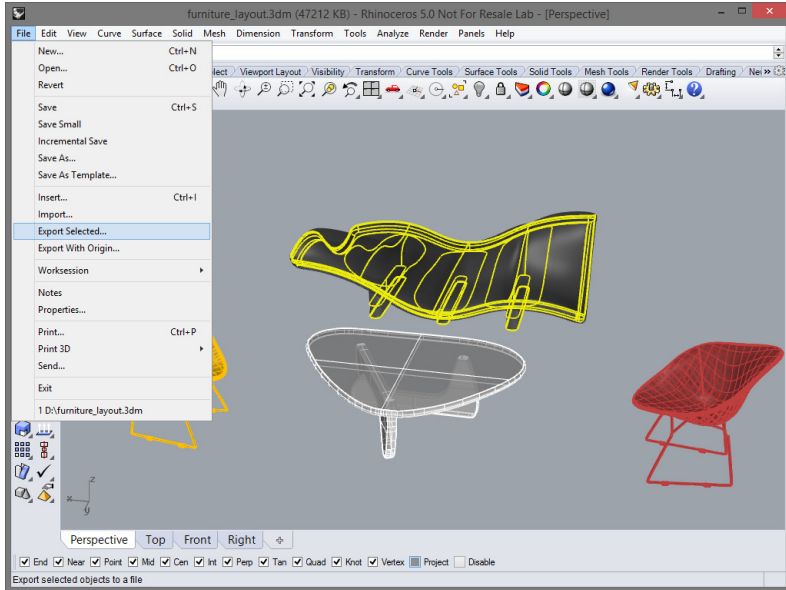 furniture_layout.3dm (47212 KB) - Rhinoceros 5.0 Not For Resale Lab - [Perspective]
File Edit View Curve Surface Solid Mesh Dimension Transform Tools Analyze Render Panels Help
New... Ctrl+N
Open... Ctrl+O
Revert
Save Ctrl+S
Save Small
Incremental Save
Save As...
Save As Template...
Insert... Ctrl+I
Import...
Export Selected...
Export With Origin...
Worksession
Notes
Properties...
Print... Ctrl+P
Print 3D
Send...
Exit
1 D:\furniture_layout.3dm
lect Viewport Layout Visibility Transform Curve Tools Surface Tools Solid Tools Mesh Tools Render Tools Drafting
z
x
y
Perspective Top Front Right
End Near Point Mid Cen Int Perp Tan Quad Knot Vertex Project Disable
Export selected objects to a file